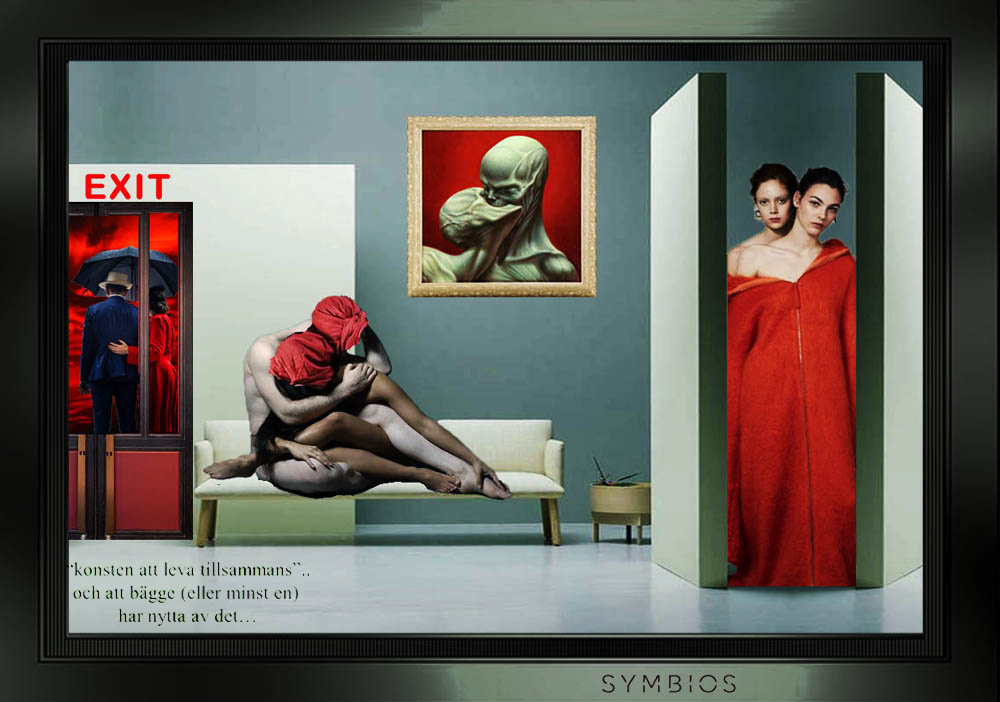 EXIT
“konsten att leva tillsammans”..
och att bägge (eller minst en)
har nytta av det…
SYMBIOS